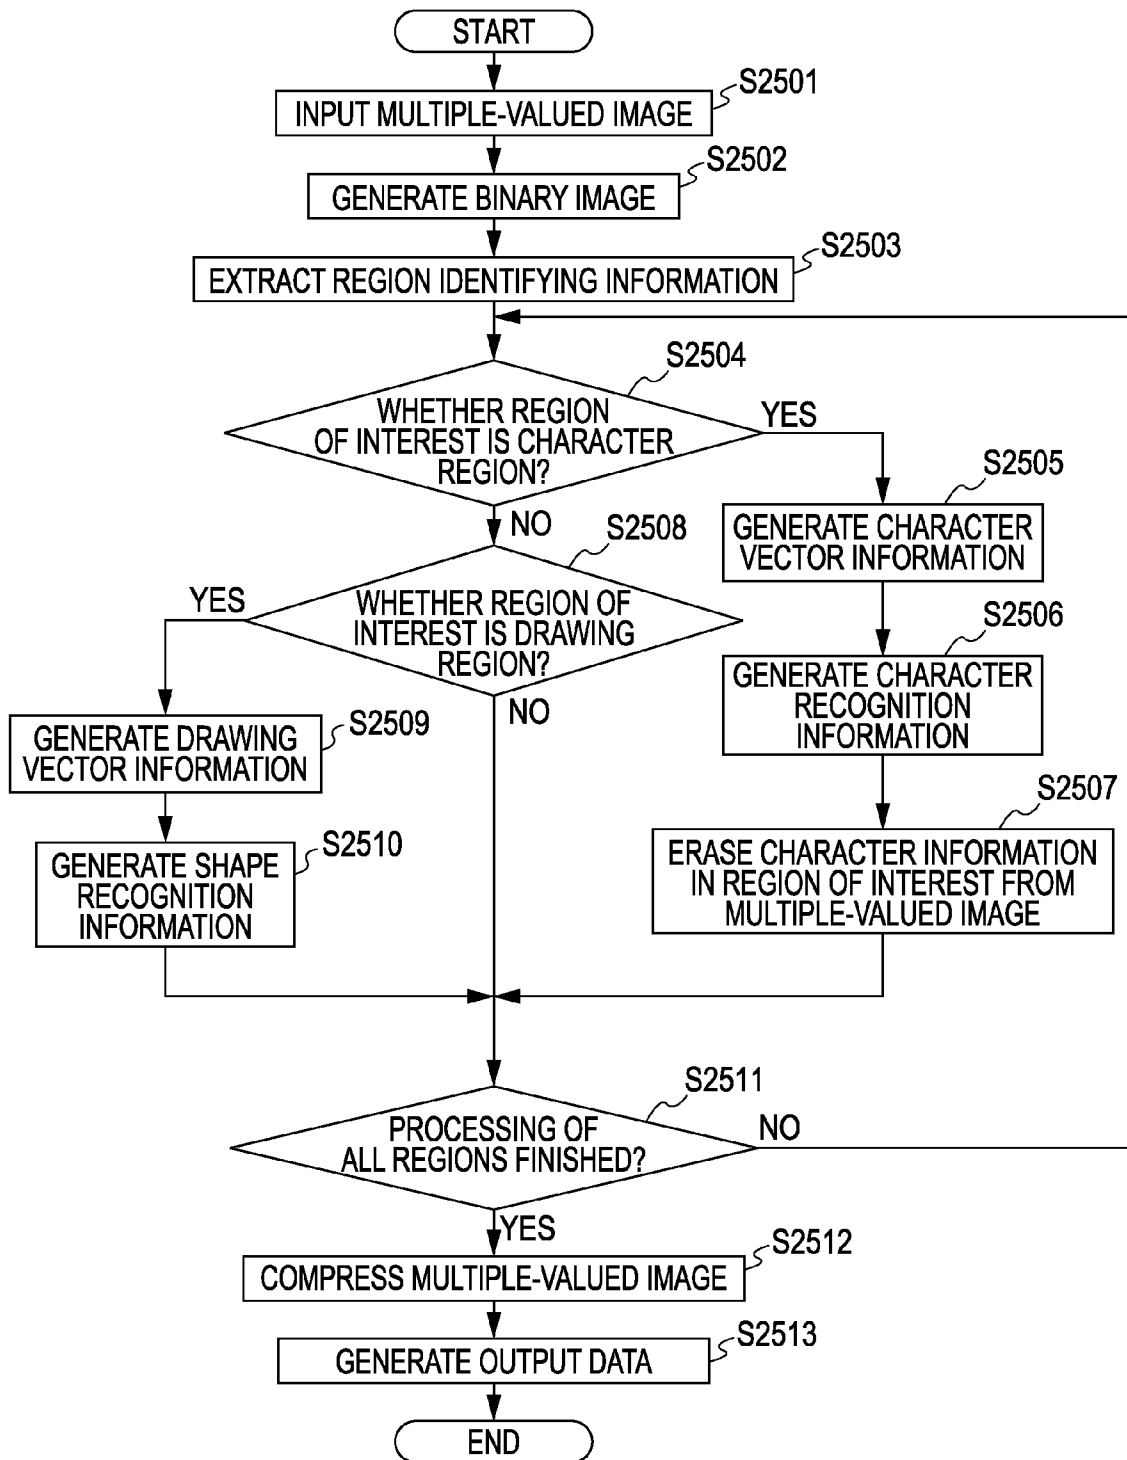 START
S2501
INPUT MULTIPLE-VALUED IMAGE
S2502
GENERATE BINARY IMAGE
S2503
EXTRACT REGION IDENTIFYING INFORMATION
S2504
WHETHER REGION
OF INTEREST IS CHARACTER
REGION?
YES
NO
S2505
GENERATE CHARACTER
VECTOR INFORMATION
S2506
GENERATE CHARACTER
RECOGNITION
INFORMATION
S2507
ERASE CHARACTER INFORMATION
IN REGION OF INTEREST FROM
MULTIPLE-VALUED IMAGE
S2508
WHETHER REGION OF
INTEREST IS DRAWING
REGION?
YES
NO
S2509
GENERATE DRAWING
VECTOR INFORMATION
S2510
GENERATE SHAPE
RECOGNITION
INFORMATION
S2511
PROCESSING OF
ALL REGIONS FINISHED?
NO
YES
S2512
COMPRESS MULTIPLE-VALUED IMAGE
S2513
GENERATE OUTPUT DATA
END